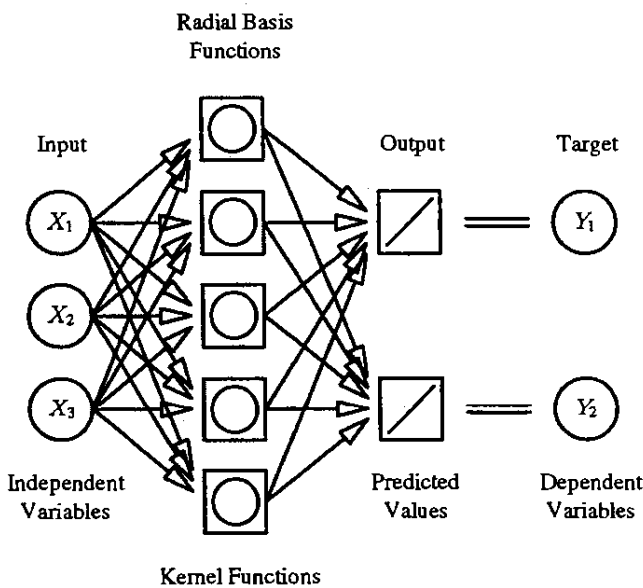 Radial Basis
Functions
Input
Output
Target
X1
Y1
X2
X3
Y2
Independent
Variables
Predicted
Values
Dependent
Variables
Kernel Functions